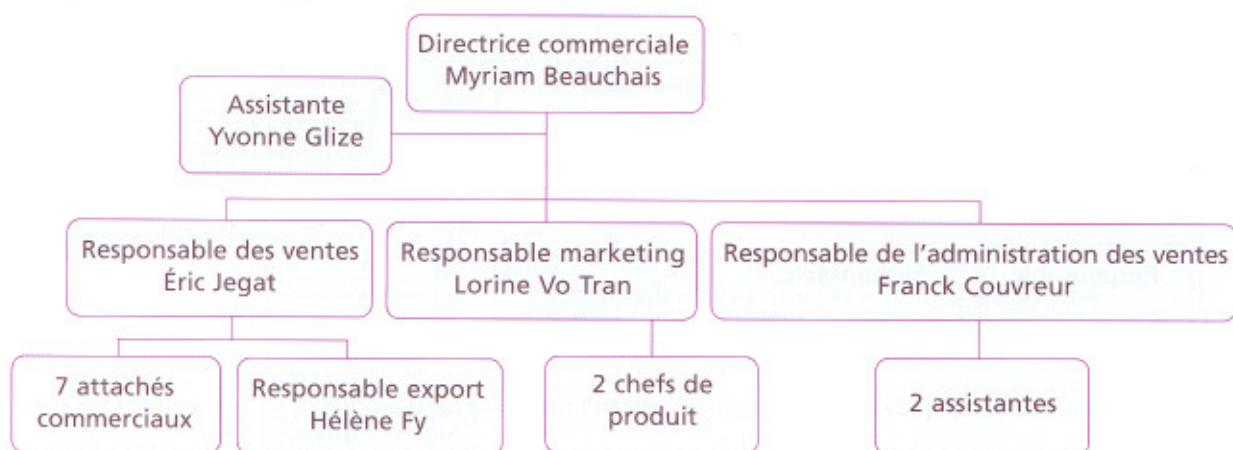 Directrice commerciale
Myriam Beauchais
Assistante
Yvonne Glize
Responsable des ventes
Éric Jegat
Responsable marketing
Lorine Vo Tran
Responsable de l'administration des ventes
Franck Couvreur
7 attachés
commerciaux
Responsable export
Hélène Fy
2 chefs de
produit
2 assistantes